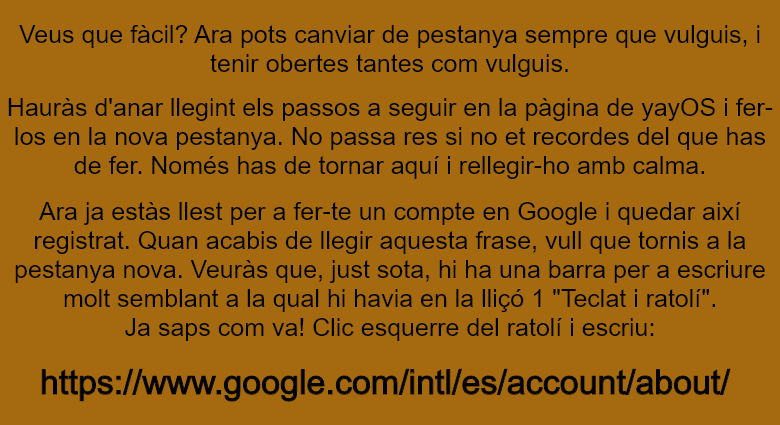 Veus que fàcil? Ara pots canviar de pestanya sempre que vulguis, i
tenir obertes tantes com vulguis.
Hauràs d'anar llegint els passos a seguir en la pàgina de yayOS i fer-
los en la nova pestanya. No passa res si no et recordes del que has
de fer. Només has de tornar aquí i rellegir-ho amb calma.
Ara ja estàs llest per a fer-te un compte en Google i quedar així
registrat. Quan acabis de llegir aquesta frase, vull que tornis a la
pestanya nova. Veuràs que, just sota, hi ha una barra per a escriure
molt semblant a la qual hi havia en la lliçó 1 "Teclat i ratolí".
Ja saps com va! Clic esquerre del ratolí i escriu:
https://www.google.com/intl/es/account/about/